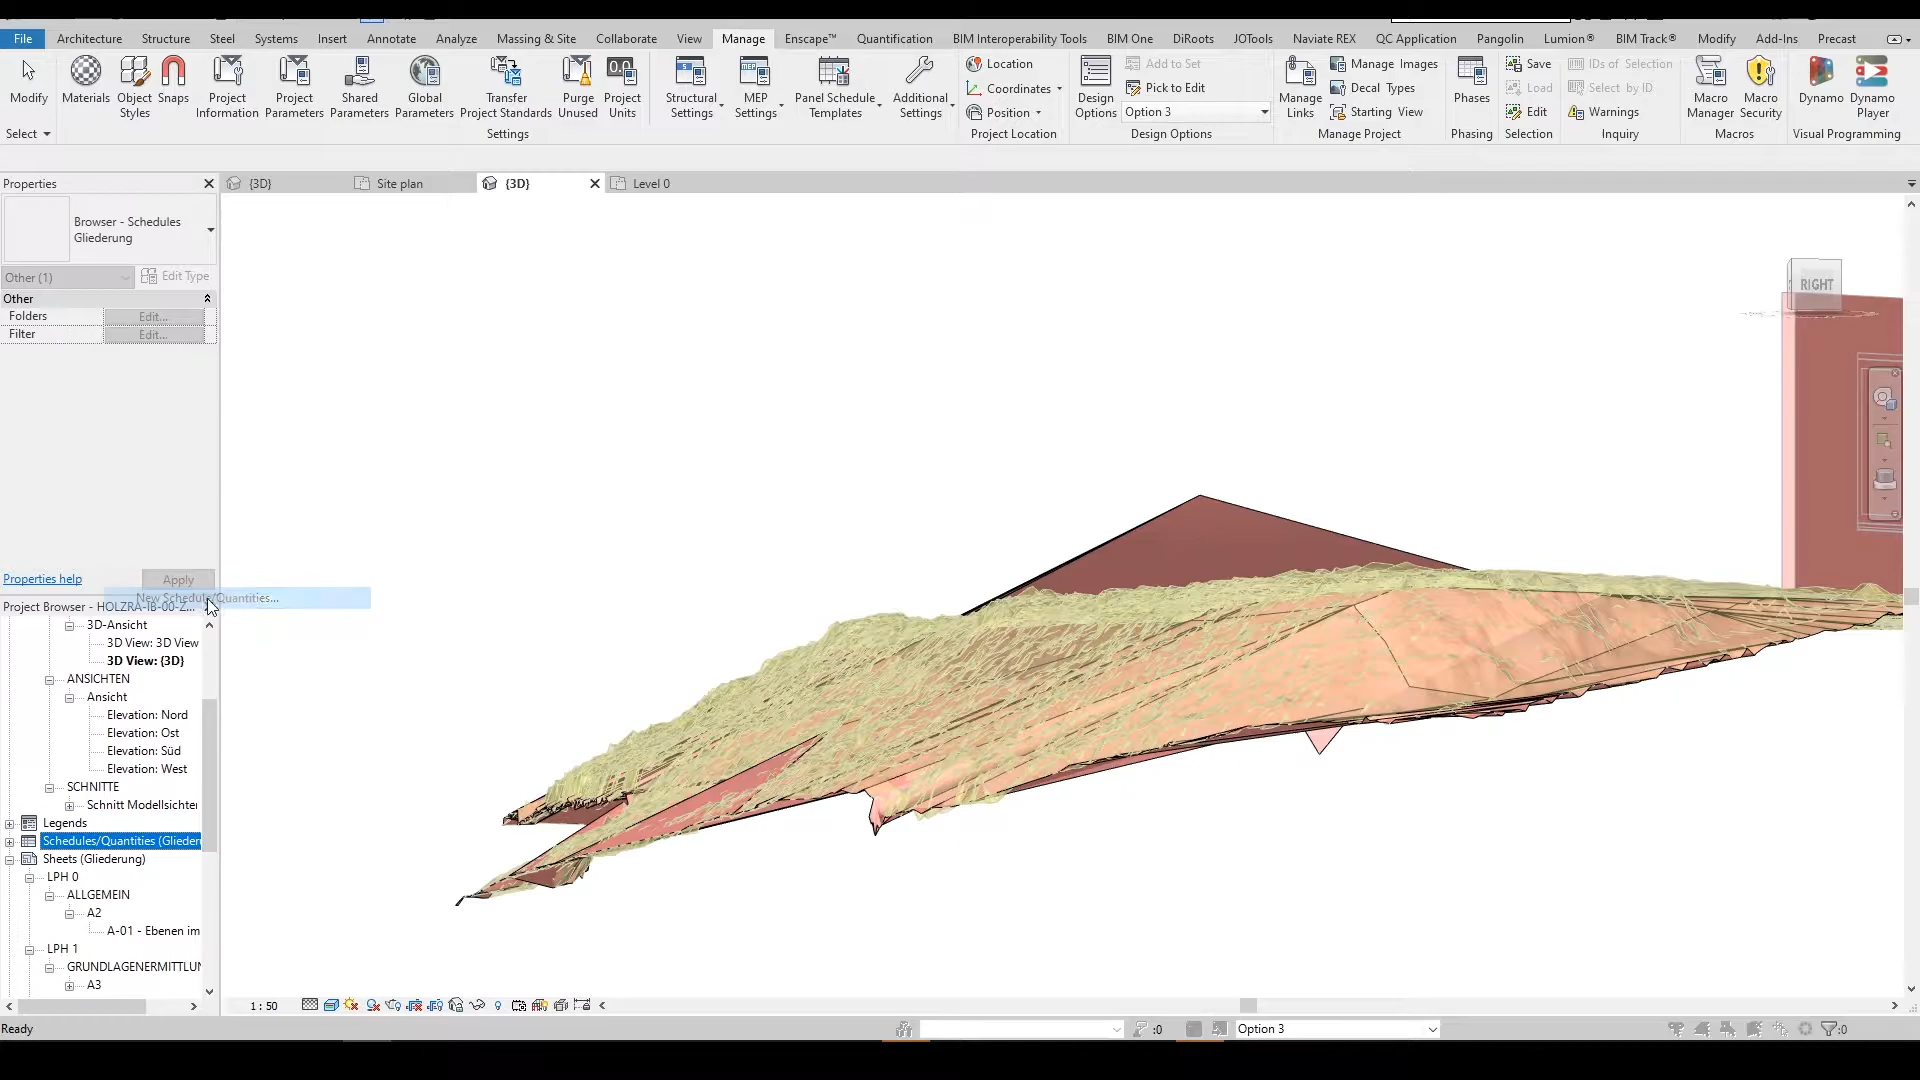 File Architecture Structure Steel Systems Insert Annotate Analyze Massing & Site Collaborate View Manage Enscape™ Quantification BIM Interoperability Tools BIM One DiRoots JOTools Naviate REX QC Application Pangolin Lumion® BIM Track® Modify Add-Ins Precast
Modify
Materials
Object Styles
Snaps
Project Information
Project Parameters
Shared Parameters
Global Parameters
Transfer Project Standards
Purge Unused
Project Units
Structural Settings
MEP Settings
Panel Schedule Templates
Additional Settings
Location
Coordinates
Position
Design Options
Add to Set
Pick to Edit
Option 3
Manage Links
Manage Images
Decal Types
Starting View
Phases
Save
Load
Edit
IDs of Selection
Select by ID
Warnings
Macro Manager
Macro Security
Dynamo
Dynamo Player
Select Settings Project Location Design Options Manage Project Phasing Selection Inquiry Macros Visual Programming
Properties
{3D} Site plan {3D} Level 0
Browser - Schedules
Gliederung
Other (1) Edit Type
Other
Folders Edit...
Filter Edit...
RIGHT
Properties help Apply
New Schedule/Quantities...
Project Browser - HOLZRA-IB-00-Z...
3D-Ansicht
3D View: 3D View
3D View: {3D}
ANSICHTEN
Ansicht
Elevation: Nord
Elevation: Ost
Elevation: Süd
Elevation: West
SCHNITTE
Schnitt Modellsichter
Legends
Schedules/Quantities (Glieder
Sheets (Gliederung)
LPH 0
ALLGEMEIN
A2
A-01 - Ebenen im
LPH 1
GRUNDLAGENERMITTLUN
A3
1 : 50
Ready :0 Option 3 :0